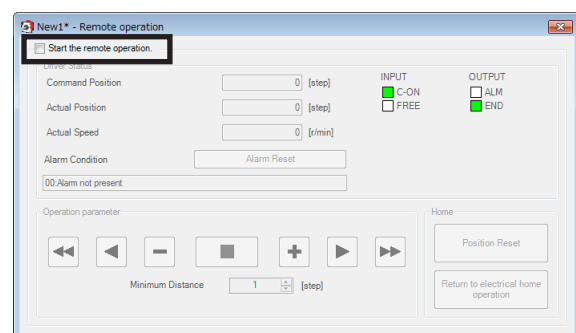 New1* - Remote operation
Start the remote operation.
Driver Status
Command Position 0 [step]
Actual Position 0 [step]
Actual Speed 0 [r/min]
Alarm Condition Alarm Reset
00:Alarm not present
INPUT OUTPUT
C-ON ALM
FREE END
Operation parameter
Minimum Distance 1 [step]
Home
Position Reset
Return to electrical home
operation